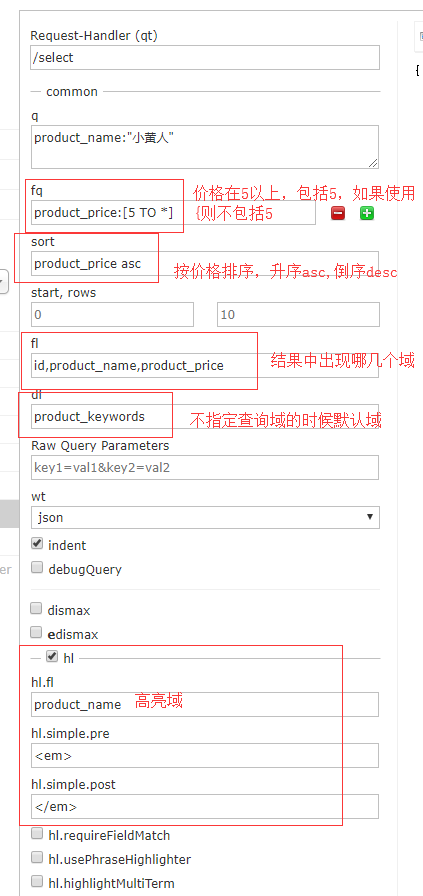 Request-Handler (qt)
/select
common
q
product_name:"小黄人"
fq
价格在5以上，包括5，如果使用
product_price:[5 TO *]
{则不包括5
{
sort
product_price asc
按价格排序，升序asc,倒序desc
start, rows
0
10
fl
id,product_name,product_price
结果中出现哪几个域
df
product_keywords
不指定查询域的时候默认域
Raw Query Parameters
key1=val1&key2=val2
wt
json
indent
er
debugQuery
dismax
edismax
hl
hl.fl
product_name
高亮域
hl.simple.pre
<em>
hl.simple.post
</em>
hl.requireFieldMatch
hl.usePhraseHighlighter
hl.highlightMultiTerm